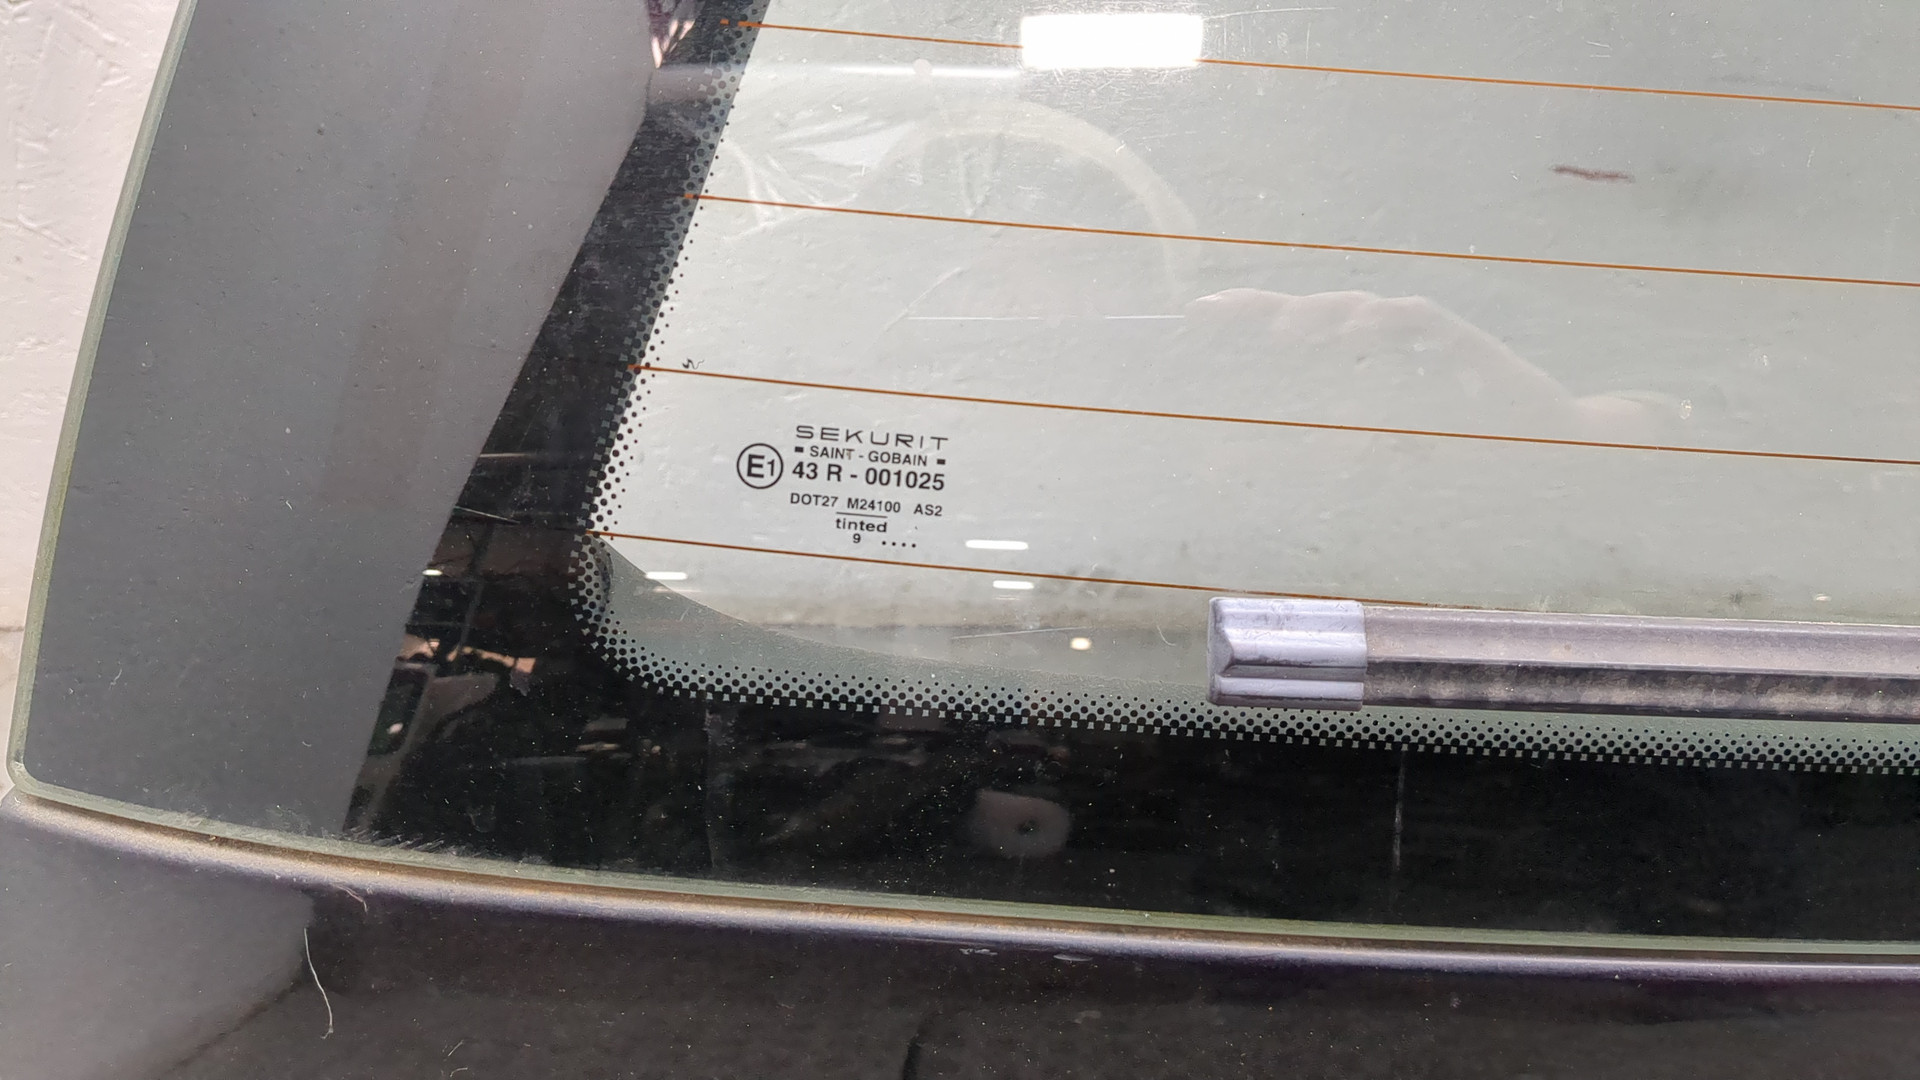 SEKURIT
SAINT - GOBAIN
E1 43 R - 001025
DOT27 M24100 AS2
tinted
9 ....